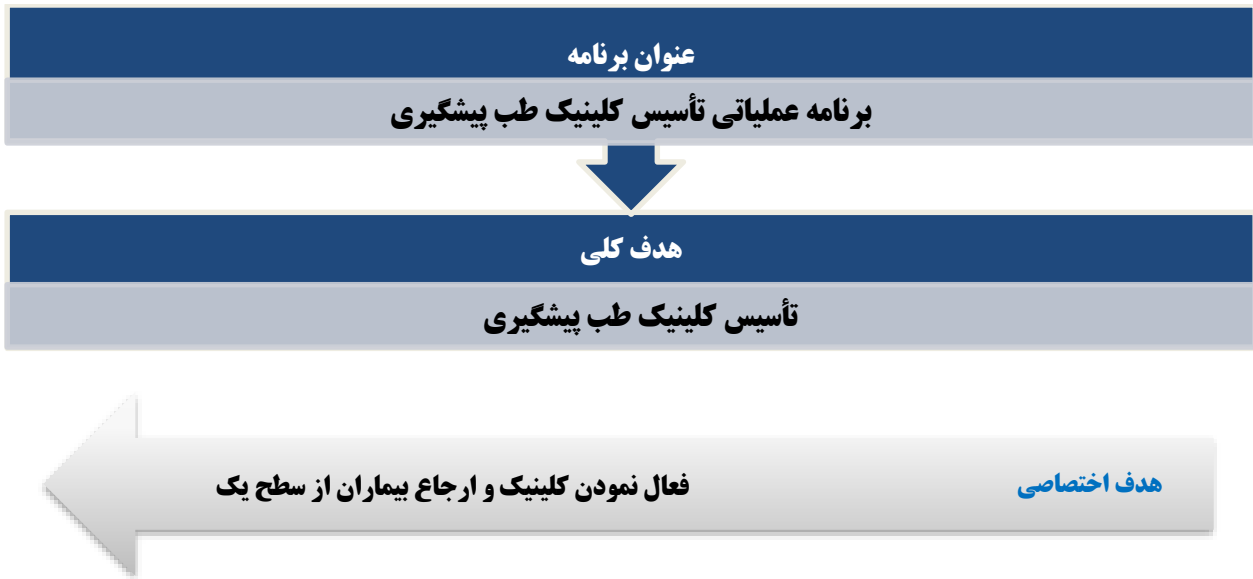 عنوان برنامه
برنامه عملیاتی تأسیس کلینیک طب پیشگیری
هدف کلی
تأسیس کلینیک طب پیشگیری
هدف اختصاصی فعال نمودن کلینیک و ارجاع بیماران از سطح یک